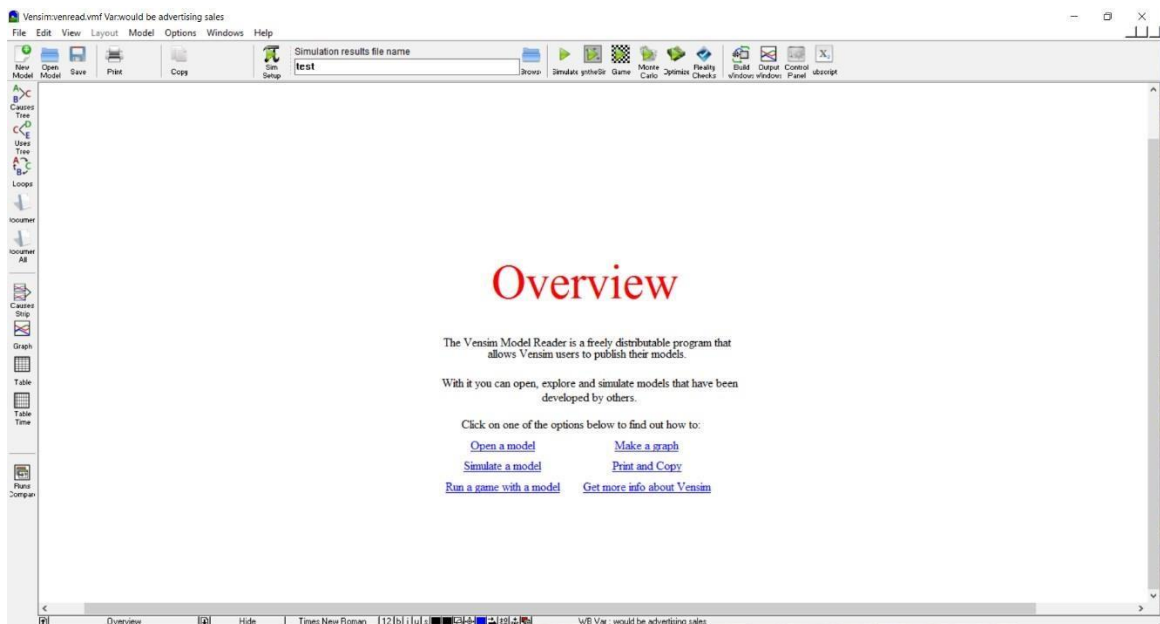 Vensim:venread.vmf Var:would be advertising sales
File Edit View Layout Model Options Windows Help
New Model
Open Model
Save
Print
Copy
Sim Setup
Simulation results file name
test
Simulate
Game
Monte Carlo
Optimize
Reality Checks
Build
Output
Control Panel
Causes Tree
Uses Tree
Loops
All
Causes Strip
Graph
Table
Table Time
Runs
Overview
The Vensim Model Reader is a freely distributable program that
allows Vensim users to publish their models.
With it you can open, explore and simulate models that have been
developed by others.
Click on one of the options below to find out how to:
Open a model Make a graph
Simulate a model Print and Copy
Run a game with a model Get more info about Vensim
Overview Hide Times New Roman 12 b i u s WB Var : would be advertising sales